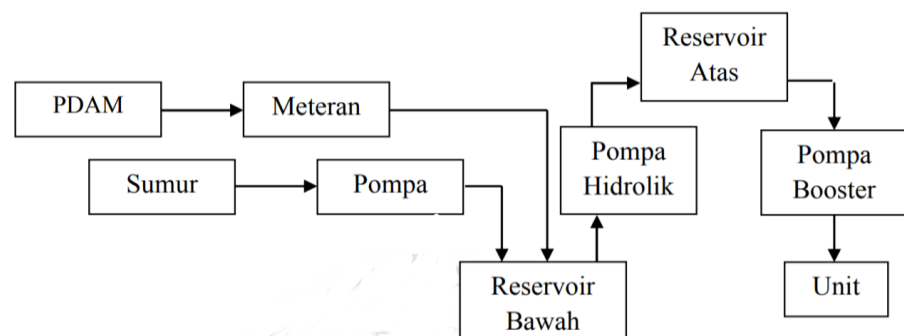 Reservoir
Atas
PDAM
Meteran
Pompa
Hidrolik
Pompa
Booster
Sumur
Pompa
Reservoir
Bawah
Unit